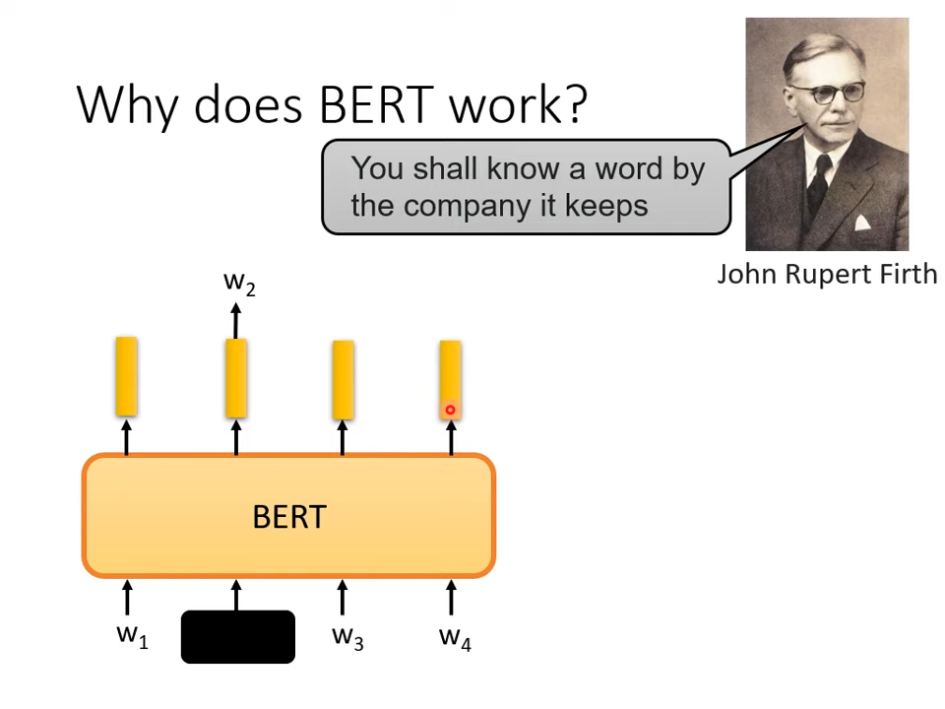 Why does BERT work?
You shall know a word by
the company it keeps
John Rupert Firth
w₂
BERT
w₁
w₃
w₄